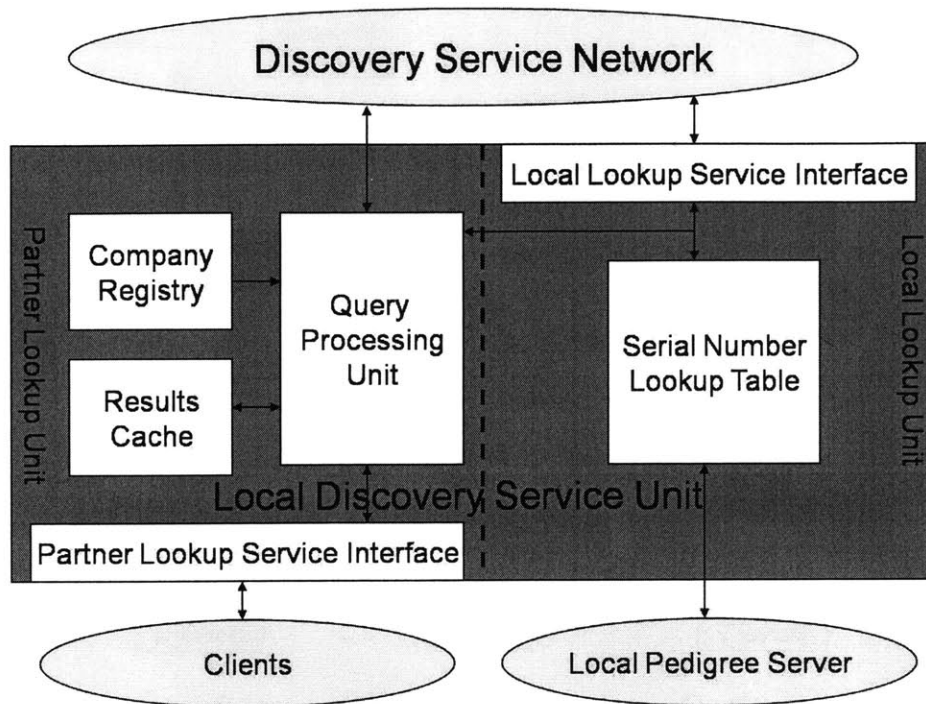 Discovery Service Network
Local Lookup Service Interface
Partner Lookup Unit
Company
Registry
Query
Processing
Unit
Results
Cache
Serial Number
Lookup Table
Local Lookup Unit
Local Discovery Service Unit
Partner Lookup Service Interface
Clients
Local Pedigree Server